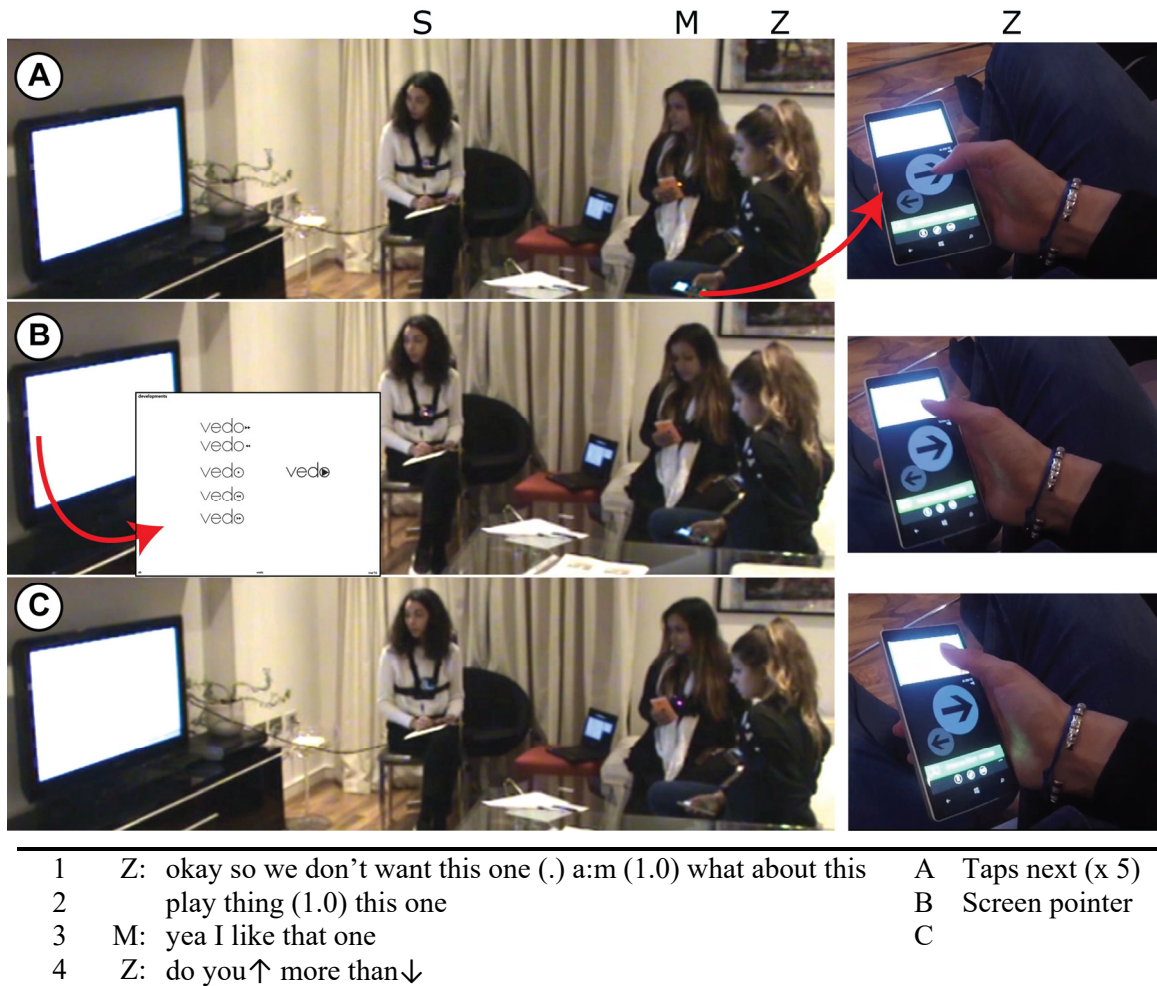 S M Z Z
A
B
developments
vedo••
vedo••
vedo
vedo
vedo
vedo
C
1 Z: okay so we don’t want this one (.) a:m (1.0) what about this A Taps next (x 5)
2 play thing (1.0) this one B Screen pointer
3 M: yea I like that one C
4 Z: do you↑ more than↓